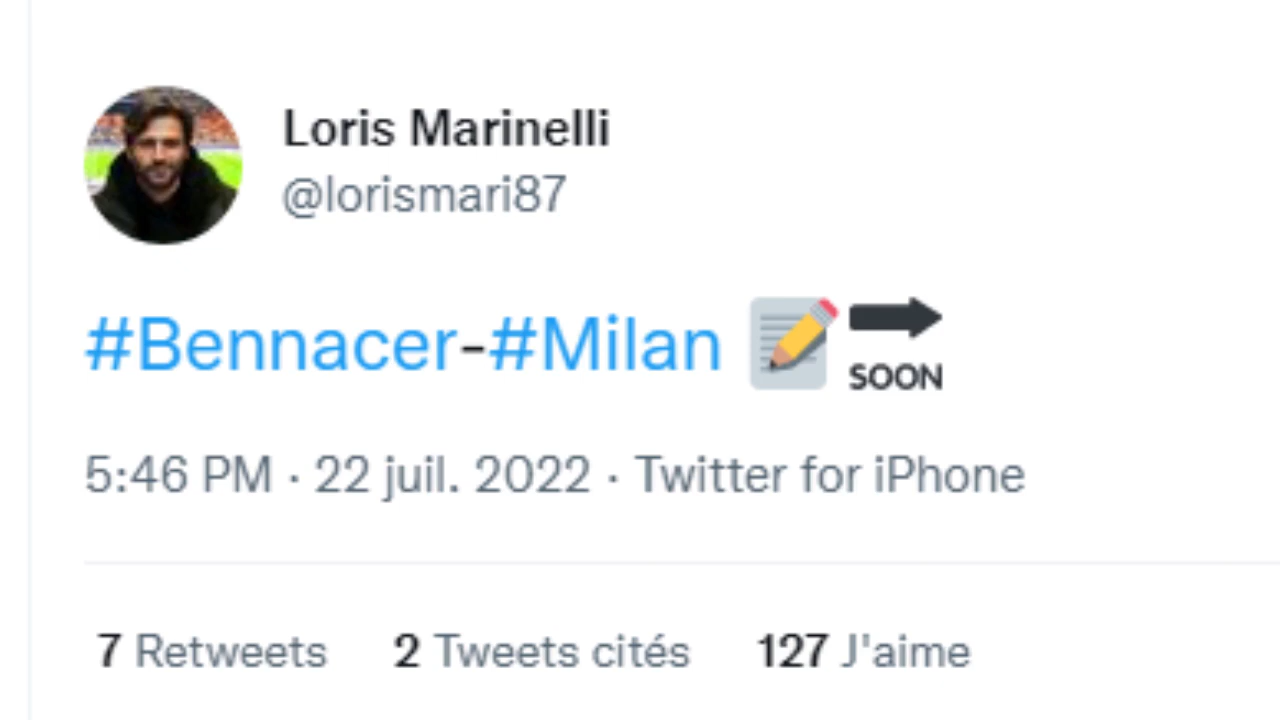 Loris Marinelli
@lorismari87
#Bennacer-#Milan 📝🔜
5:46 PM · 22 juil. 2022 · Twitter for iPhone
7 Retweets 2 Tweets cités 127 J'aime